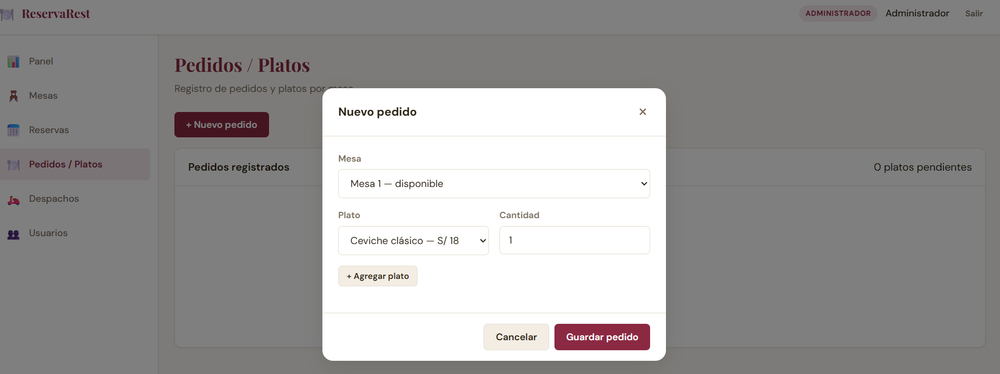 ReservaRest
ADMINISTRADOR Administrador Salir
Panel
Mesas
Reservas
Pedidos / Platos
Despachos
Usuarios
Pedidos / Platos
Registro de pedidos y platos por mesa
+ Nuevo pedido
Pedidos registrados
0 platos pendientes
Nuevo pedido ×
Mesa
Mesa 1 — disponible
Plato Cantidad
Ceviche clásico — S/ 18 1
+ Agregar plato
Cancelar Guardar pedido